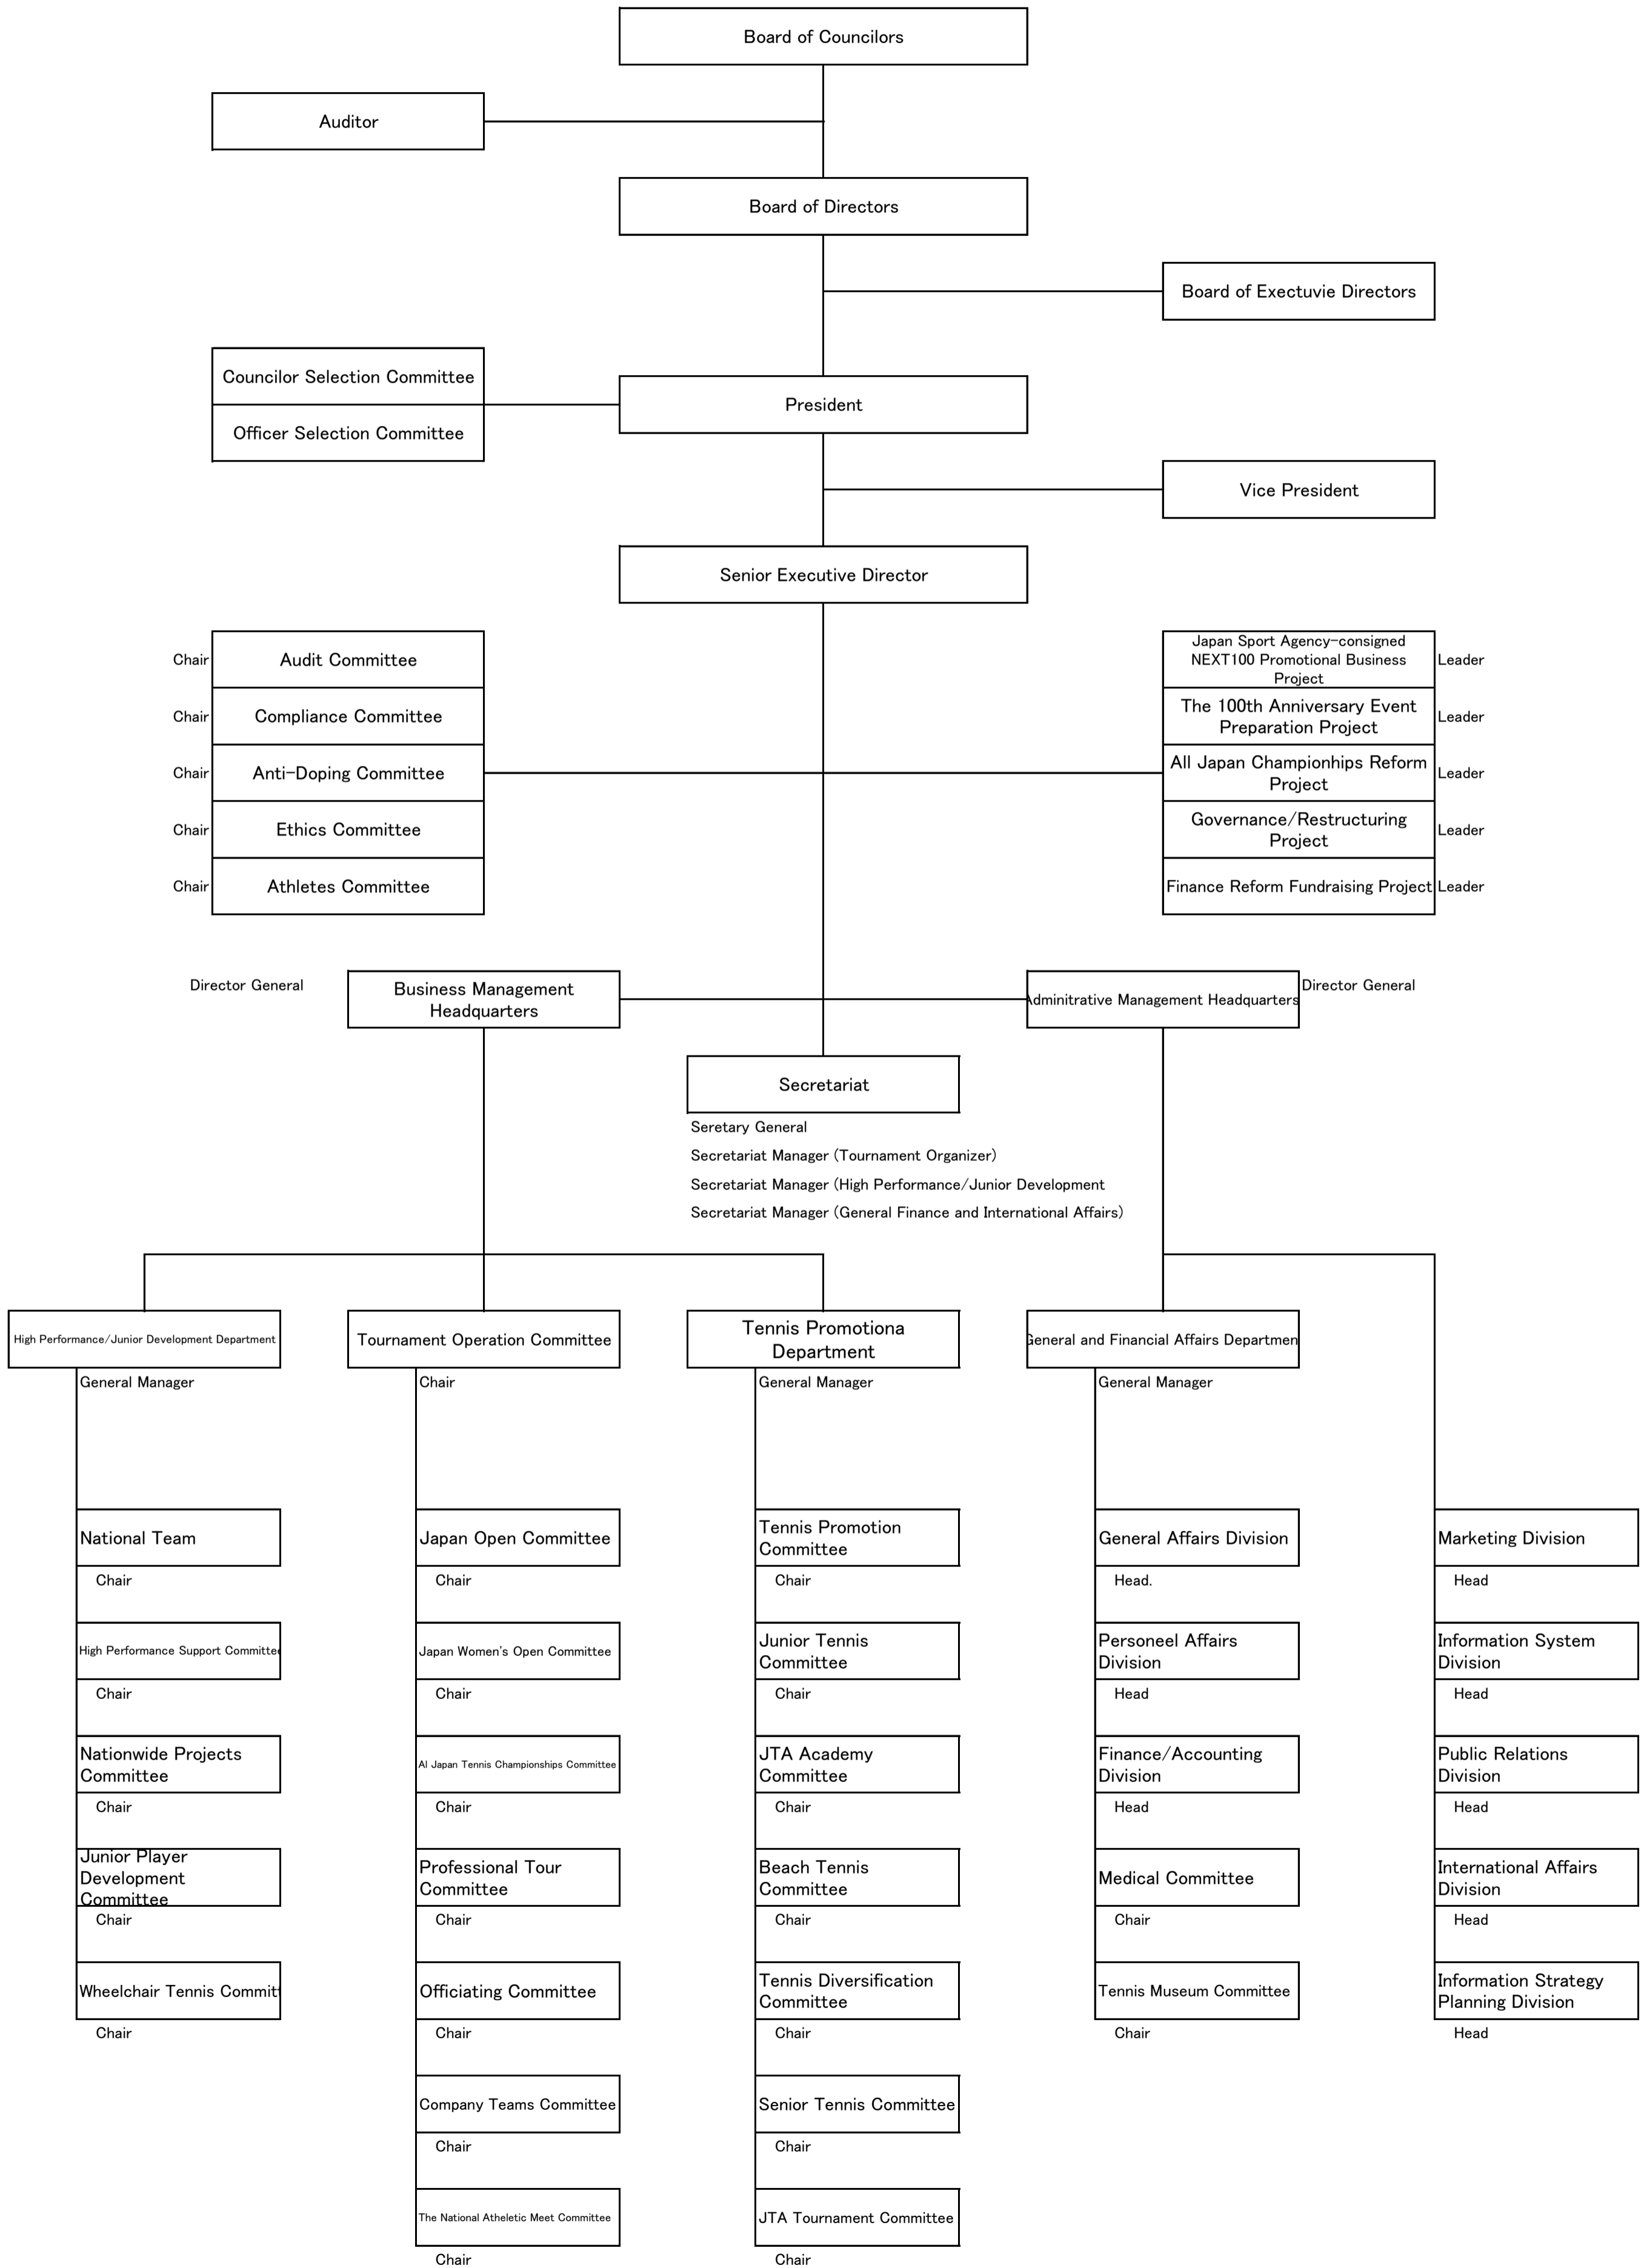 Board of Councilors
Auditor
Board of Directors
Board of Exectuvie Directors
Councilor Selection Committee
President
Officer Selection Committee
Vice President
Senior Executive Director
Chair
Audit Committee
Japan Sport Agency-consigned
NEXT100 Promotional Business
Project
Leader
Chair
Compliance Committee
The 100th Anniversary Event
Preparation Project
Leader
Chair
Anti-Doping Committee
All Japan Championhips Reform
Project
Leader
Chair
Ethics Committee
Governance/Restructuring
Project
Leader
Chair
Athletes Committee
Finance Reform Fundraising Project
Leader
Director General
Business Management
Headquarters
Adminitrative Management Headquarters
Director General
Secretariat
Seretary General
Secretariat Manager (Tournament Organizer)
Secretariat Manager (High Performance/Junior Development
Secretariat Manager (General Finance and International Affairs)
High Performance/Junior Development Department
General Manager
Tournament Operation Committee
Chair
Tennis Promotiona
Department
General Manager
General and Financial Affairs Departmen
General Manager
National Team
Chair
Japan Open Committee
Chair
Tennis Promotion
Committee
Chair
General Affairs Division
Head.
Marketing Division
Head
High Performance Support Committee
Chair
Japan Women's Open Committee
Chair
Junior Tennis
Committee
Chair
Personeel Affairs
Division
Head
Information System
Division
Head
Nationwide Projects
Committee
Chair
Al Japan Tennis Championships Committee
Chair
JTA Academy
Committee
Chair
Finance/Accounting
Division
Head
Public Relations
Division
Head
Junior Player
Development
Committee
Chair
Professional Tour
Committee
Chair
Beach Tennis
Committee
Chair
Medical Committee
Chair
International Affairs
Division
Head
Wheelchair Tennis Committ
Chair
Officiating Committee
Chair
Tennis Diversification
Committee
Chair
Tennis Museum Committee
Chair
Information Strategy
Planning Division
Head
Company Teams Committee
Chair
Senior Tennis Committee
Chair
The National Atheletic Meet Committee
Chair
JTA Tournament Committee
Chair